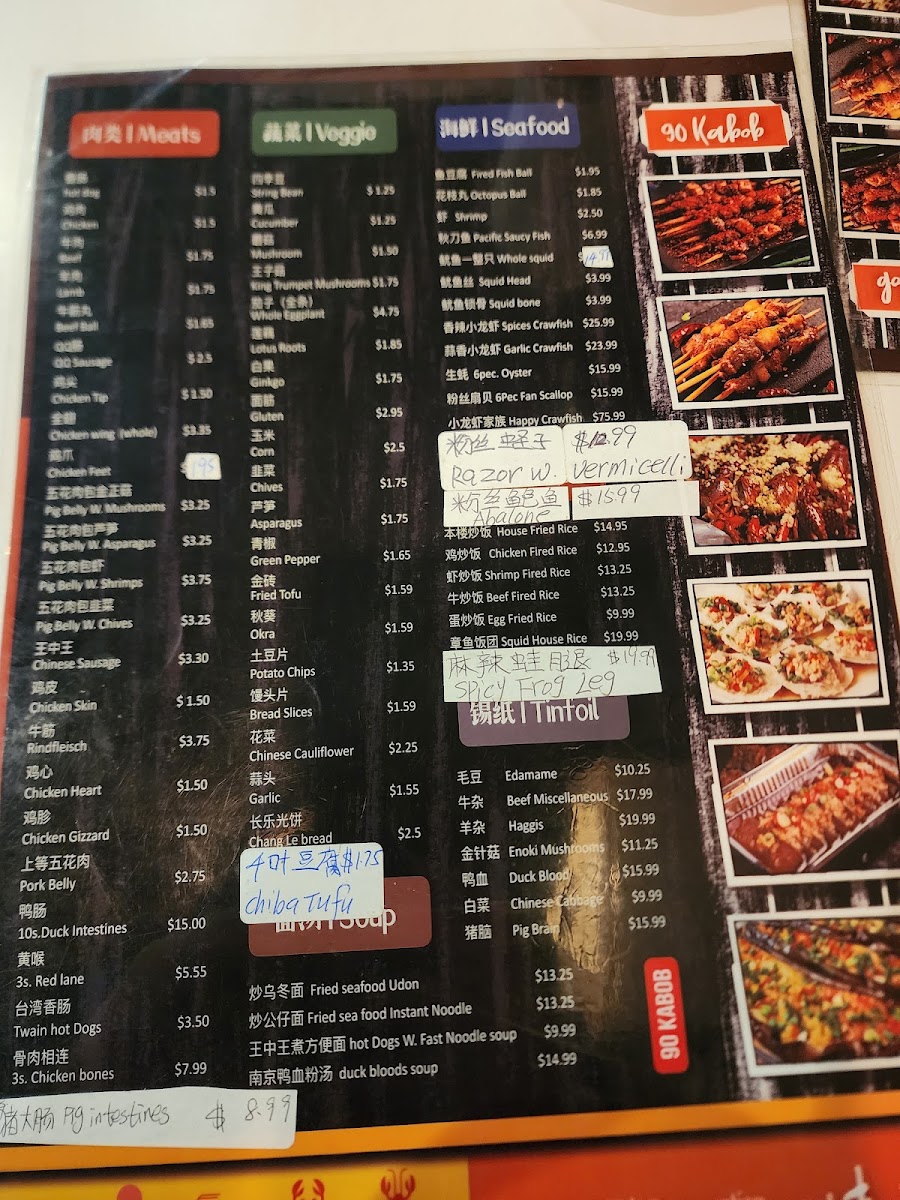 肉类 | Meats
香肠
hot dog $1.5
鸡肉
Chicken $1.5
牛肉
Beef $1.75
羊肉
Lamb $1.75
牛筋丸
Beef Ball $1.65
QQ肠
QQ Sausage $2.5
鸡尖
Chicken Tip $1.50
全翅
Chicken wing (whole) $3.35
鸡爪
Chicken Feet $1.95
五花肉包金正菇
Pig Belly W. Mushrooms $3.25
五花肉包芦笋
Pig Belly W. Asparagus $3.25
五花肉包虾
Pig Belly W. Shrimps $3.75
五花肉包韭菜
Pig Belly W. Chives $3.25
王中王
Chinese Sausage $3.30
鸡皮
Chicken Skin $1.50
牛筋
Rindfleisch $3.75
鸡心
Chicken Heart $1.50
鸡胗
Chicken Gizzard $1.50
上等五花肉
Pork Belly $2.75
鸭肠
10s.Duck Intestines $15.00
黄喉
3s. Red lane $5.55
台湾香肠
Twain hot Dogs $3.50
骨肉相连
3s. Chicken bones $7.99
猪大肠 Pig intestines $8.99
蔬菜 | Veggie
四季豆
String Bean $1.25
黄瓜
Cucumber $1.25
蘑菇
Mushroom $1.50
王子菇
King Trumpet Mushrooms $1.75
茄子（全条）
Whole Eggplant $4.75
莲藕
Lotus Roots $1.85
白果
Ginkgo $1.75
面筋
Gluten $2.95
玉米
Corn $2.5
韭菜
Chives $1.75
芦笋
Asparagus $1.75
青椒
Green Pepper $1.65
金砖
Fried Tofu $1.59
秋葵
Okra $1.59
土豆片
Potato Chips $1.35
馒头片
Bread Slices $1.59
花菜
Chinese Cauliflower $2.25
蒜头
Garlic $1.55
长乐光饼
Chang Le bread $2.5
千叶豆腐 $1.75
chiba Tufu
面汤 | Soup
炒乌冬面 Fried seafood Udon $13.25
炒公仔面 Fried sea food Instant Noodle $13.25
王中王煮方便面 hot Dogs W. Fast Noodle soup $9.99
南京鸭血粉汤 duck bloods soup $14.99
海鲜 | Seafood
鱼豆腐 Fired Fish Ball $1.95
花枝丸 Octopus Ball $1.85
虾 Shrimp $2.50
秋刀鱼 Pacific Saucy Fish $6.99
鱿鱼一整只 Whole squid $14.99
鱿鱼丝 Squid Head $3.99
鱿鱼锁骨 Squid bone $3.99
香辣小龙虾 Spices Crawfish $25.99
蒜香小龙虾 Garlic Crawfish $23.99
生蚝 6pec. Oyster $15.99
粉丝扇贝 6Pec Fan Scallop $15.99
小龙虾家族 Happy Crawfish $75.99
粉丝蛏子 $12.99
Razor w. vermicelli
粉丝鲍鱼 $15.99
Abalone
本楼炒饭 House Fried Rice $14.95
鸡炒饭 Chicken Fired Rice $12.95
虾炒饭 Shrimp Fired Rice $13.25
牛炒饭 Beef Fired Rice $13.25
蛋炒饭 Egg Fried Rice $9.99
章鱼饭团 Squid House Rice $19.99
麻辣蛙腿 $19.99
Spicy Frog Leg
锡纸 | Tinfoil
毛豆 Edamame $10.25
牛杂 Beef Miscellaneous $17.99
羊杂 Haggis $19.99
金针菇 Enoki Mushrooms $11.25
鸭血 Duck Blood $15.99
白菜 Chinese Cabbage $9.99
猪脑 Pig Brain $15.99
90 KABOB
90 Kabob